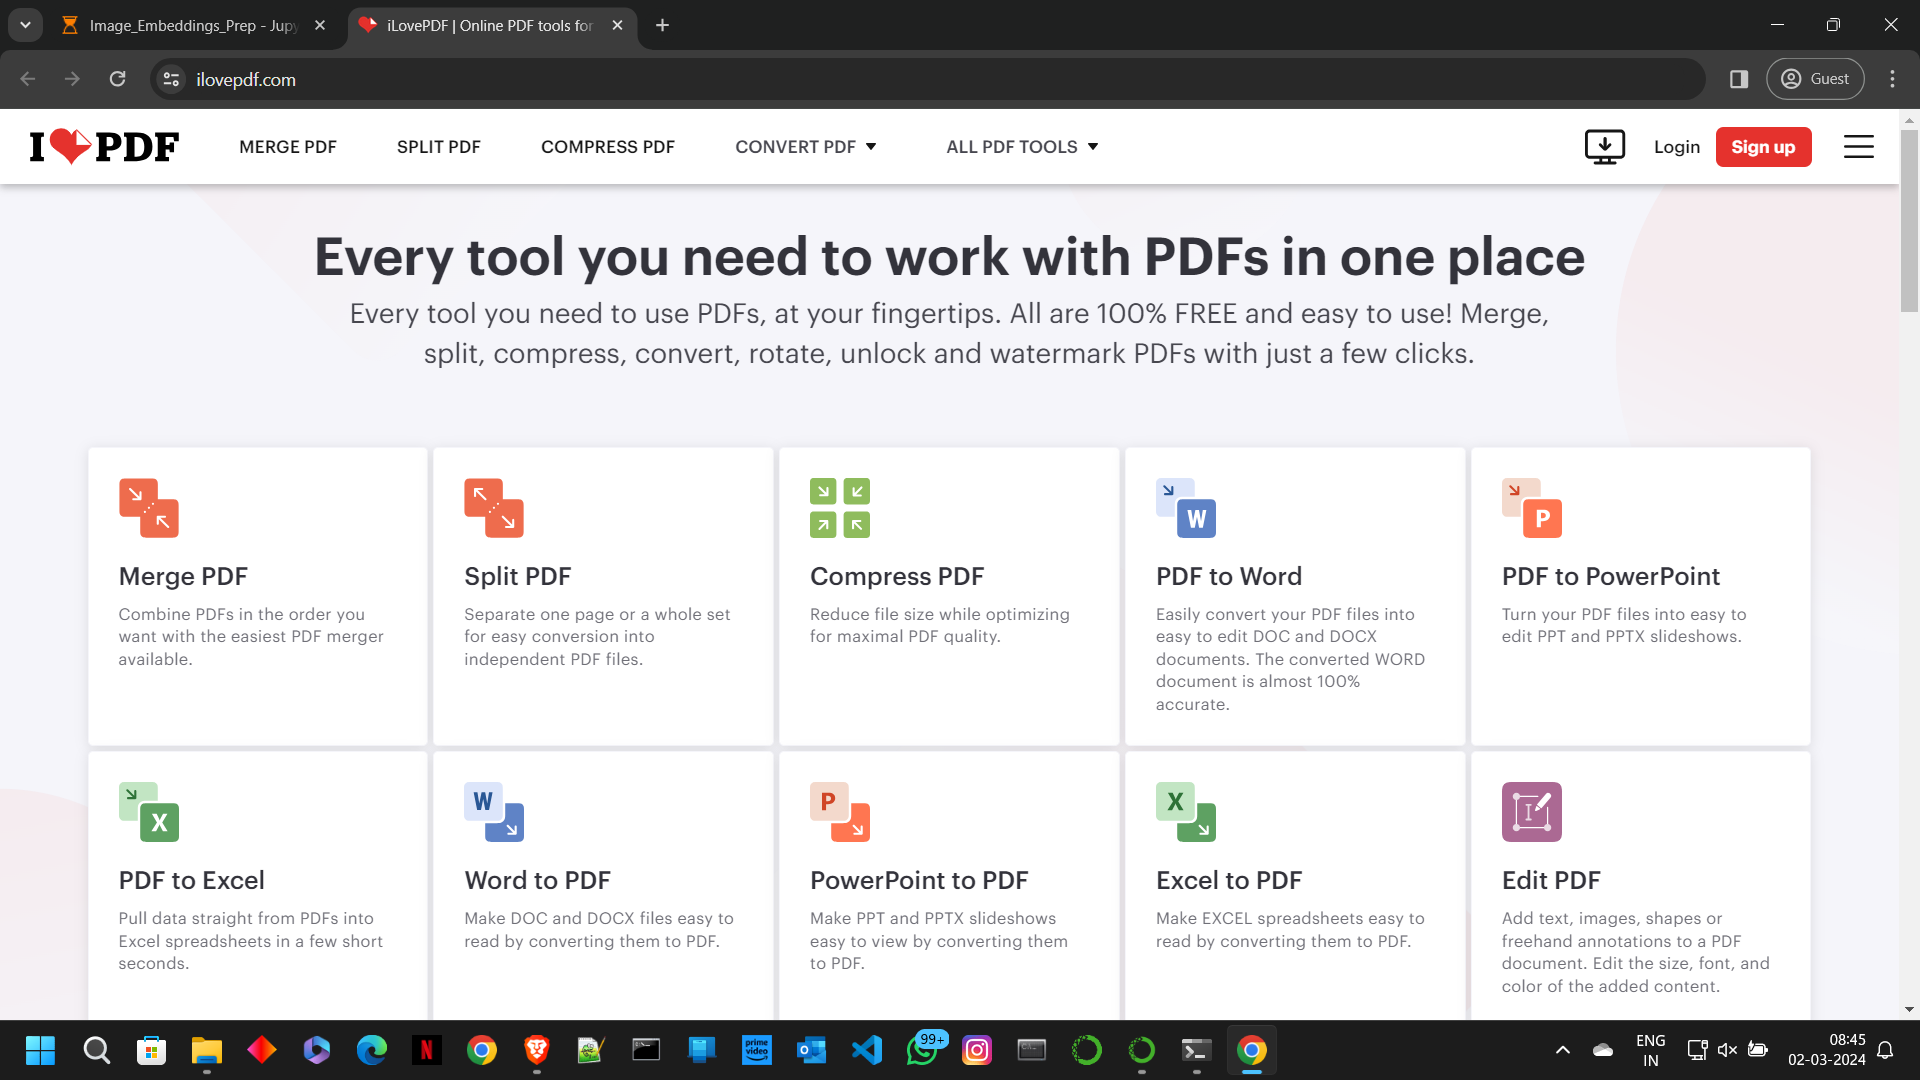 Image_Embeddings_Prep - Jupy
iLovePDF | Online PDF tools for
ilovepdf.com
Guest
I PDF
MERGE PDF
SPLIT PDF
COMPRESS PDF
CONVERT PDF
ALL PDF TOOLS
Login
Sign up
Every tool you need to work with PDFs in one place
Every tool you need to use PDFs, at your fingertips. All are 100% FREE and easy to use! Merge,
split, compress, convert, rotate, unlock and watermark PDFs with just a few clicks.
Merge PDF
Combine PDFs in the order you
want with the easiest PDF merger
available.
Split PDF
Separate one page or a whole set
for easy conversion into
independent PDF files.
Compress PDF
Reduce file size while optimizing
for maximal PDF quality.
W
PDF to Word
Easily convert your PDF files into
easy to edit DOC and DOCX
documents. The converted WORD
document is almost 100%
accurate.
P
PDF to PowerPoint
Turn your PDF files into easy to
edit PPT and PPTX slideshows.
X
PDF to Excel
Pull data straight from PDFs into
Excel spreadsheets in a few short
seconds.
W
Word to PDF
Make DOC and DOCX files easy to
read by converting them to PDF.
P
PowerPoint to PDF
Make PPT and PPTX slideshows
easy to view by converting them
to PDF.
X
Excel to PDF
Make EXCEL spreadsheets easy to
read by converting them to PDF.
Edit PDF
Add text, images, shapes or
freehand annotations to a PDF
document. Edit the size, font, and
color of the added content.
N
prime
video
99+
ENG
IN
08:45
02-03-2024